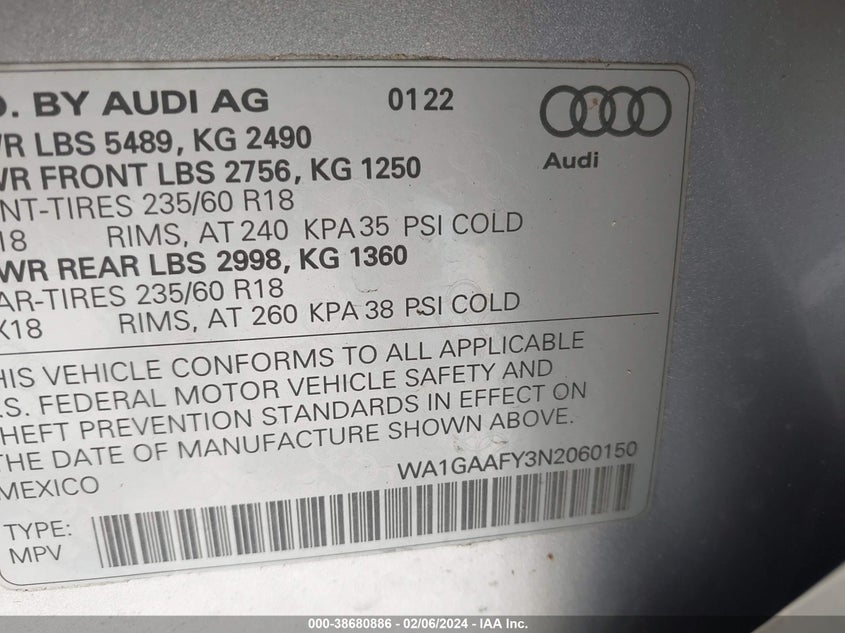 D. BY AUDI AG 0122
WR LBS 5489, KG 2490
WR FRONT LBS 2756, KG 1250
NT-TIRES 235/60 R18
18 RIMS, AT 240 KPA 35 PSI COLD
WR REAR LBS 2998, KG 1360
AR-TIRES 235/60 R18
X18 RIMS, AT 260 KPA 38 PSI COLD
Audi
HIS VEHICLE CONFORMS TO ALL APPLICABLE
.S. FEDERAL MOTOR VEHICLE SAFETY AND
HEFT PREVENTION STANDARDS IN EFFECT ON
THE DATE OF MANUFACTURE SHOWN ABOVE.
MEXICO
WA1GAAFY3N2060150
TYPE:
MPV
000-38680886 - 02/06/2024 - IAA Inc.